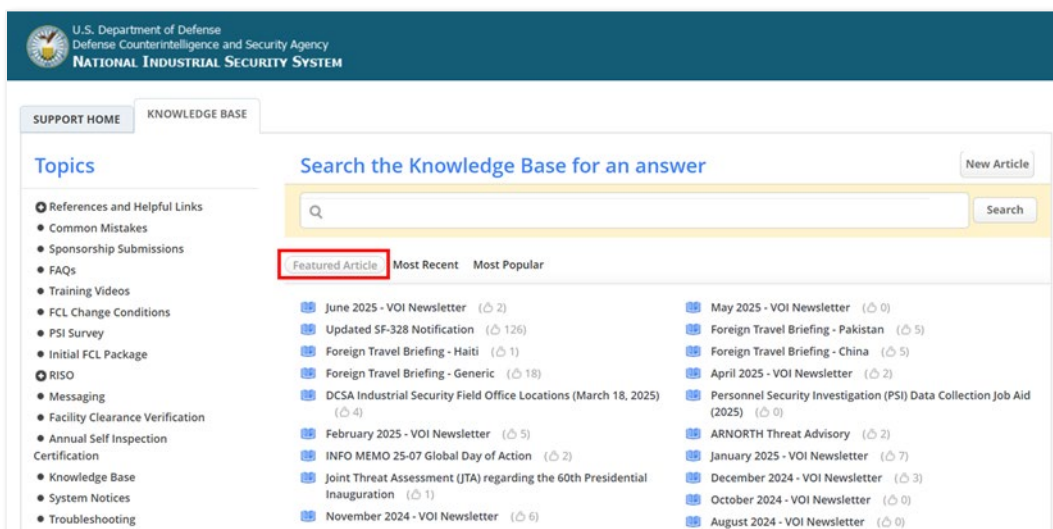 U.S. Department of Defense
Defense Counterintelligence and Security Agency
NATIONAL INDUSTRIAL SECURITY SYSTEM
SUPPORT HOME
KNOWLEDGE BASE
Topics
References and Helpful Links
Common Mistakes
Sponsorship Submissions
FAQs
Training Videos
FCL Change Conditions
PSI Survey
Initial FCL Package
RISO
Messaging
Facility Clearance Verification
Annual Self Inspection
Certification
Knowledge Base
System Notices
Troubleshooting
Search the Knowledge Base for an answer
New Article
Search
Featured Article Most Recent Most Popular
June 2025 - VOI Newsletter (2)
Updated SF-328 Notification (126)
Foreign Travel Briefing - Haiti (1)
Foreign Travel Briefing - Generic (18)
DCSA Industrial Security Field Office Locations (March 18, 2025)
(4)
February 2025 - VOI Newsletter (5)
INFO MEMO 25-07 Global Day of Action (2)
Joint Threat Assessment (JTA) regarding the 60th Presidential
Inauguration (1)
November 2024 - VOI Newsletter (6)
May 2025 - VOI Newsletter (0)
Foreign Travel Briefing - Pakistan (5)
Foreign Travel Briefing - China (5)
April 2025 - VOI Newsletter (2)
Personnel Security Investigation (PSI) Data Collection Job Aid
(2025) (0)
ARNORTH Threat Advisory (2)
January 2025 - VOI Newsletter (7)
December 2024 - VOI Newsletter (3)
October 2024 - VOI Newsletter (0)
August 2024 - VOI Newsletter (0)